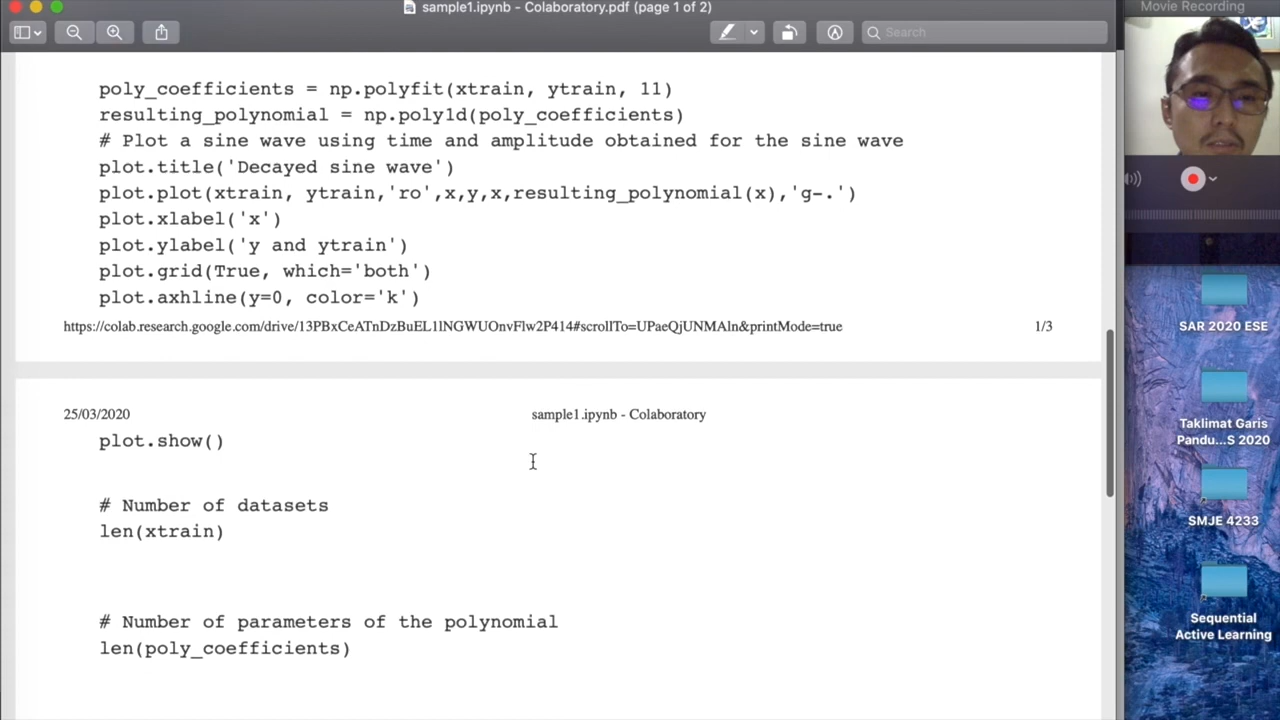 sample1.ipynb - Colaboratory.pdf (page 1 of 2)
Movie Recording
Search
poly_coefficients = np.polyfit(xtrain, ytrain, 11)
resulting_polynomial = np.poly1d(poly_coefficients)
# Plot a sine wave using time and amplitude obtained for the sine wave
plot.title('Decayed sine wave')
plot.plot(xtrain, ytrain,'ro',x,y,x,resulting_polynomial(x),'g-.')
plot.xlabel('x')
plot.ylabel('y and ytrain')
plot.grid(True, which='both')
plot.axhline(y=0, color='k')
https://colab.research.google.com/drive/13PBxCeATnDzBuEL1lNGWUOnvFlw2P414#scrollTo=UPaeQjUNMAln&printMode=true
1/3
25/03/2020
sample1.ipynb - Colaboratory
plot.show()
# Number of datasets
len(xtrain)
# Number of parameters of the polynomial
len(poly_coefficients)
SAR 2020 ESE
Taklimat Garis
Pandu...S 2020
SMJE 4233
Sequential
Active Learning